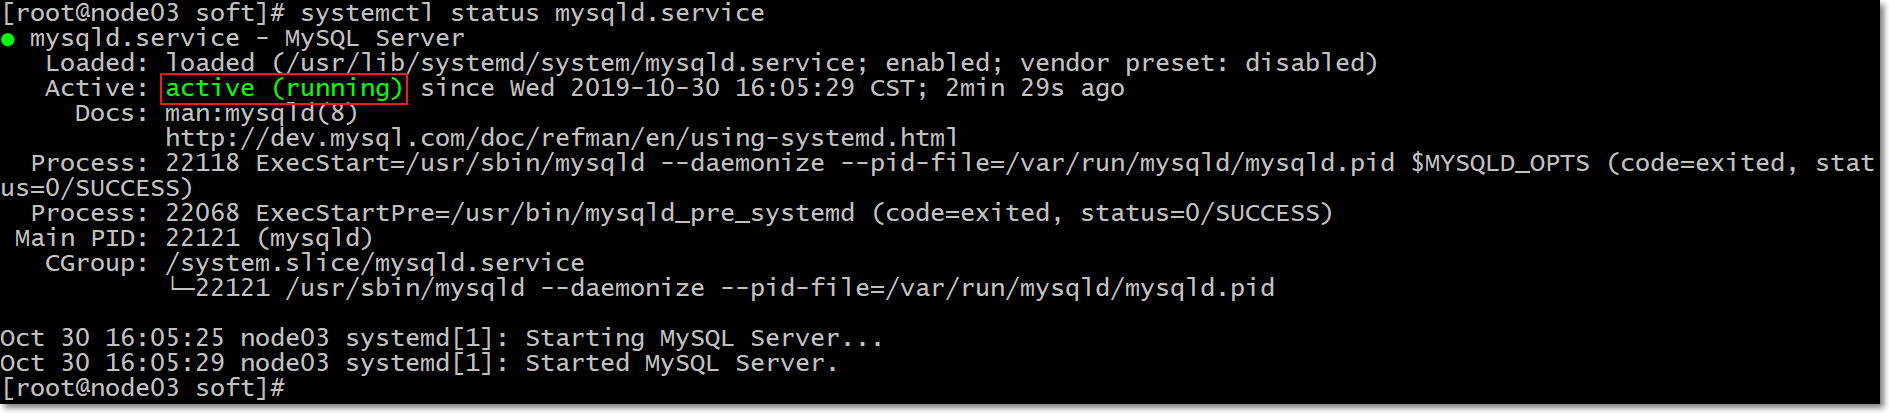 [root@node03 soft]# systemctl status mysqld.service
● mysqld.service - MySQL Server
   Loaded: loaded (/usr/lib/systemd/system/mysqld.service; enabled; vendor preset: disabled)
   Active: active (running) since Wed 2019-10-30 16:05:29 CST; 2min 29s ago
     Docs: man:mysqld(8)
           http://dev.mysql.com/doc/refman/en/using-systemd.html
  Process: 22118 ExecStart=/usr/sbin/mysqld --daemonize --pid-file=/var/run/mysqld/mysqld.pid $MYSQLD_OPTS (code=exited, stat
us=0/SUCCESS)
  Process: 22068 ExecStartPre=/usr/bin/mysqld_pre_systemd (code=exited, status=0/SUCCESS)
 Main PID: 22121 (mysqld)
   CGroup: /system.slice/mysqld.service
           └─22121 /usr/sbin/mysqld --daemonize --pid-file=/var/run/mysqld/mysqld.pid

Oct 30 16:05:25 node03 systemd[1]: Starting MySQL Server...
Oct 30 16:05:29 node03 systemd[1]: Started MySQL Server.
[root@node03 soft]#